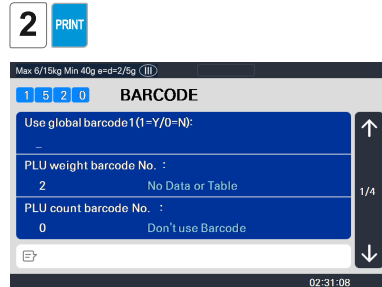 2 PRINT
Max 6/15kg Min 40g e=d=2/5g III
1 5 2 0 BARCODE
Use global barcode1(1=Y/0=N):
_
PLU weight barcode No. :
2 No Data or Table
1/4
PLU count barcode No. :
0 Don't use Barcode
02:31:08